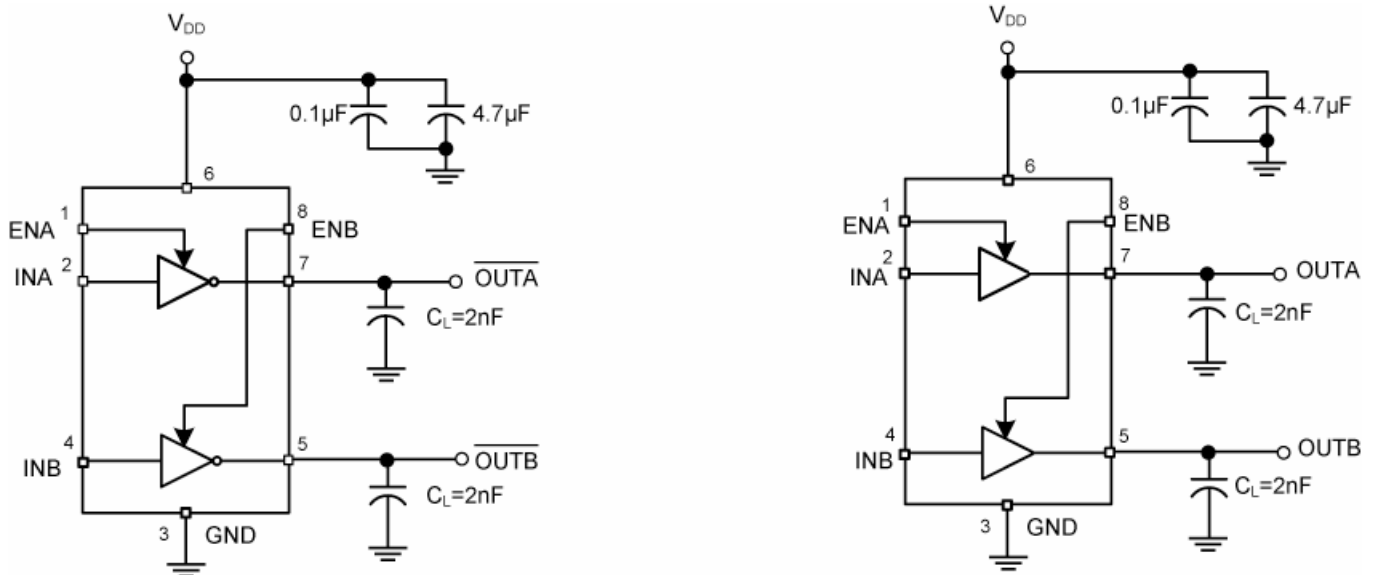 VDD
0.1µF
4.7µF
6
1
ENA
8
ENB
2
INA
7
OUTA
CL=2nF
4
INB
5
OUTB
CL=2nF
3
GND
VDD
0.1µF
4.7µF
6
1
ENA
8
ENB
2
INA
7
OUTA
CL=2nF
4
INB
5
OUTB
CL=2nF
3
GND